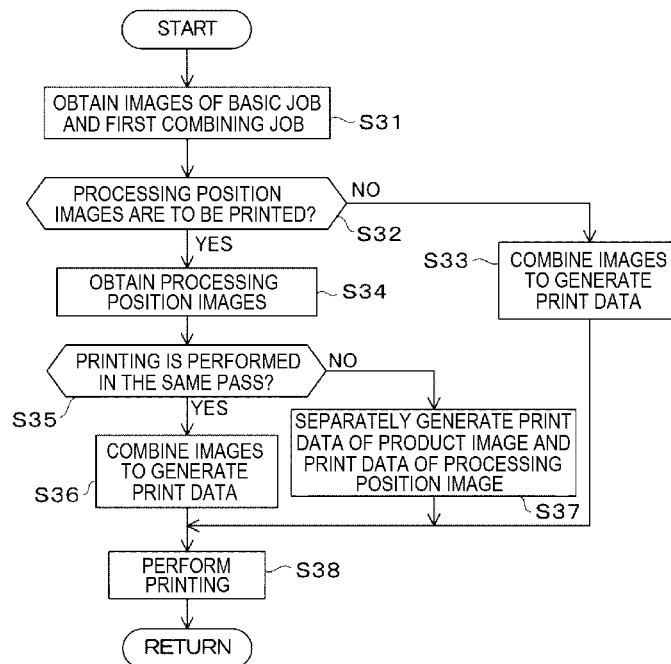 START
OBTAIN IMAGES OF BASIC JOB
AND FIRST COMBINING JOB
S31
PROCESSING POSITION
IMAGES ARE TO BE PRINTED?
NO
S32
YES
S33
COMBINE IMAGES
TO GENERATE
PRINT DATA
OBTAIN PROCESSING
POSITION IMAGES
S34
PRINTING IS PERFORMED
IN THE SAME PASS?
NO
S35
YES
COMBINE IMAGES
TO GENERATE
PRINT DATA
S36
SEPARATELY GENERATE PRINT
DATA OF PRODUCT IMAGE AND
PRINT DATA OF PROCESSING
POSITION IMAGE
S37
PERFORM
PRINTING
S38
RETURN